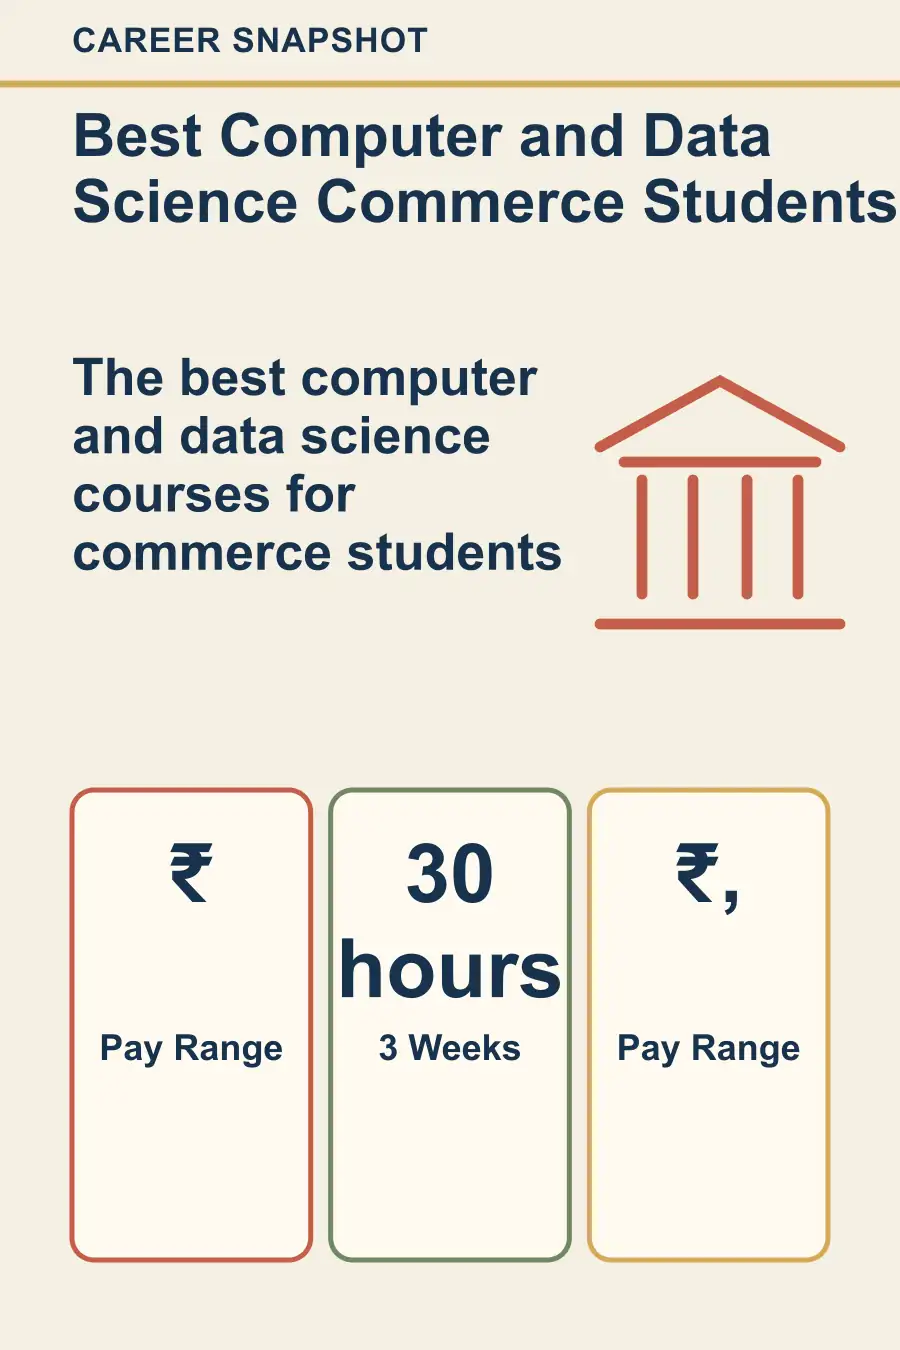 CAREER SNAPSHOT
Best Computer and Data
Science Commerce Students
The best computer
and data science
courses for
commerce students
₹
Pay Range
30
hours
3 Weeks
₹,
Pay Range